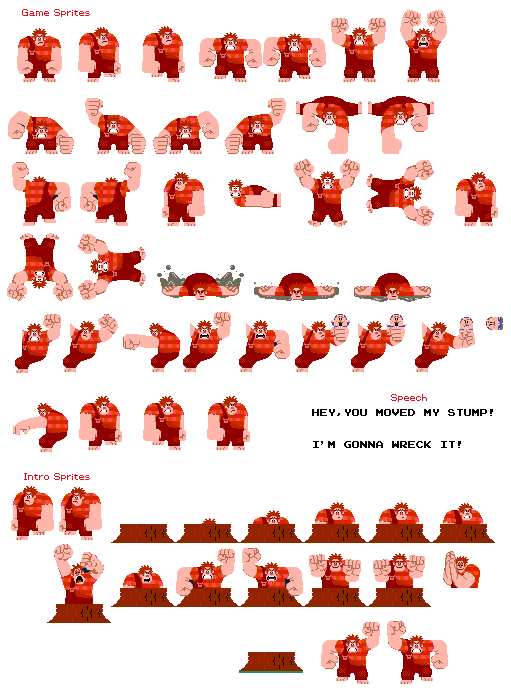 Game Sprites
Speech
HEY,YOU MOVED MY STUMP!
I'M GONNA WRECK IT!
Intro Sprites